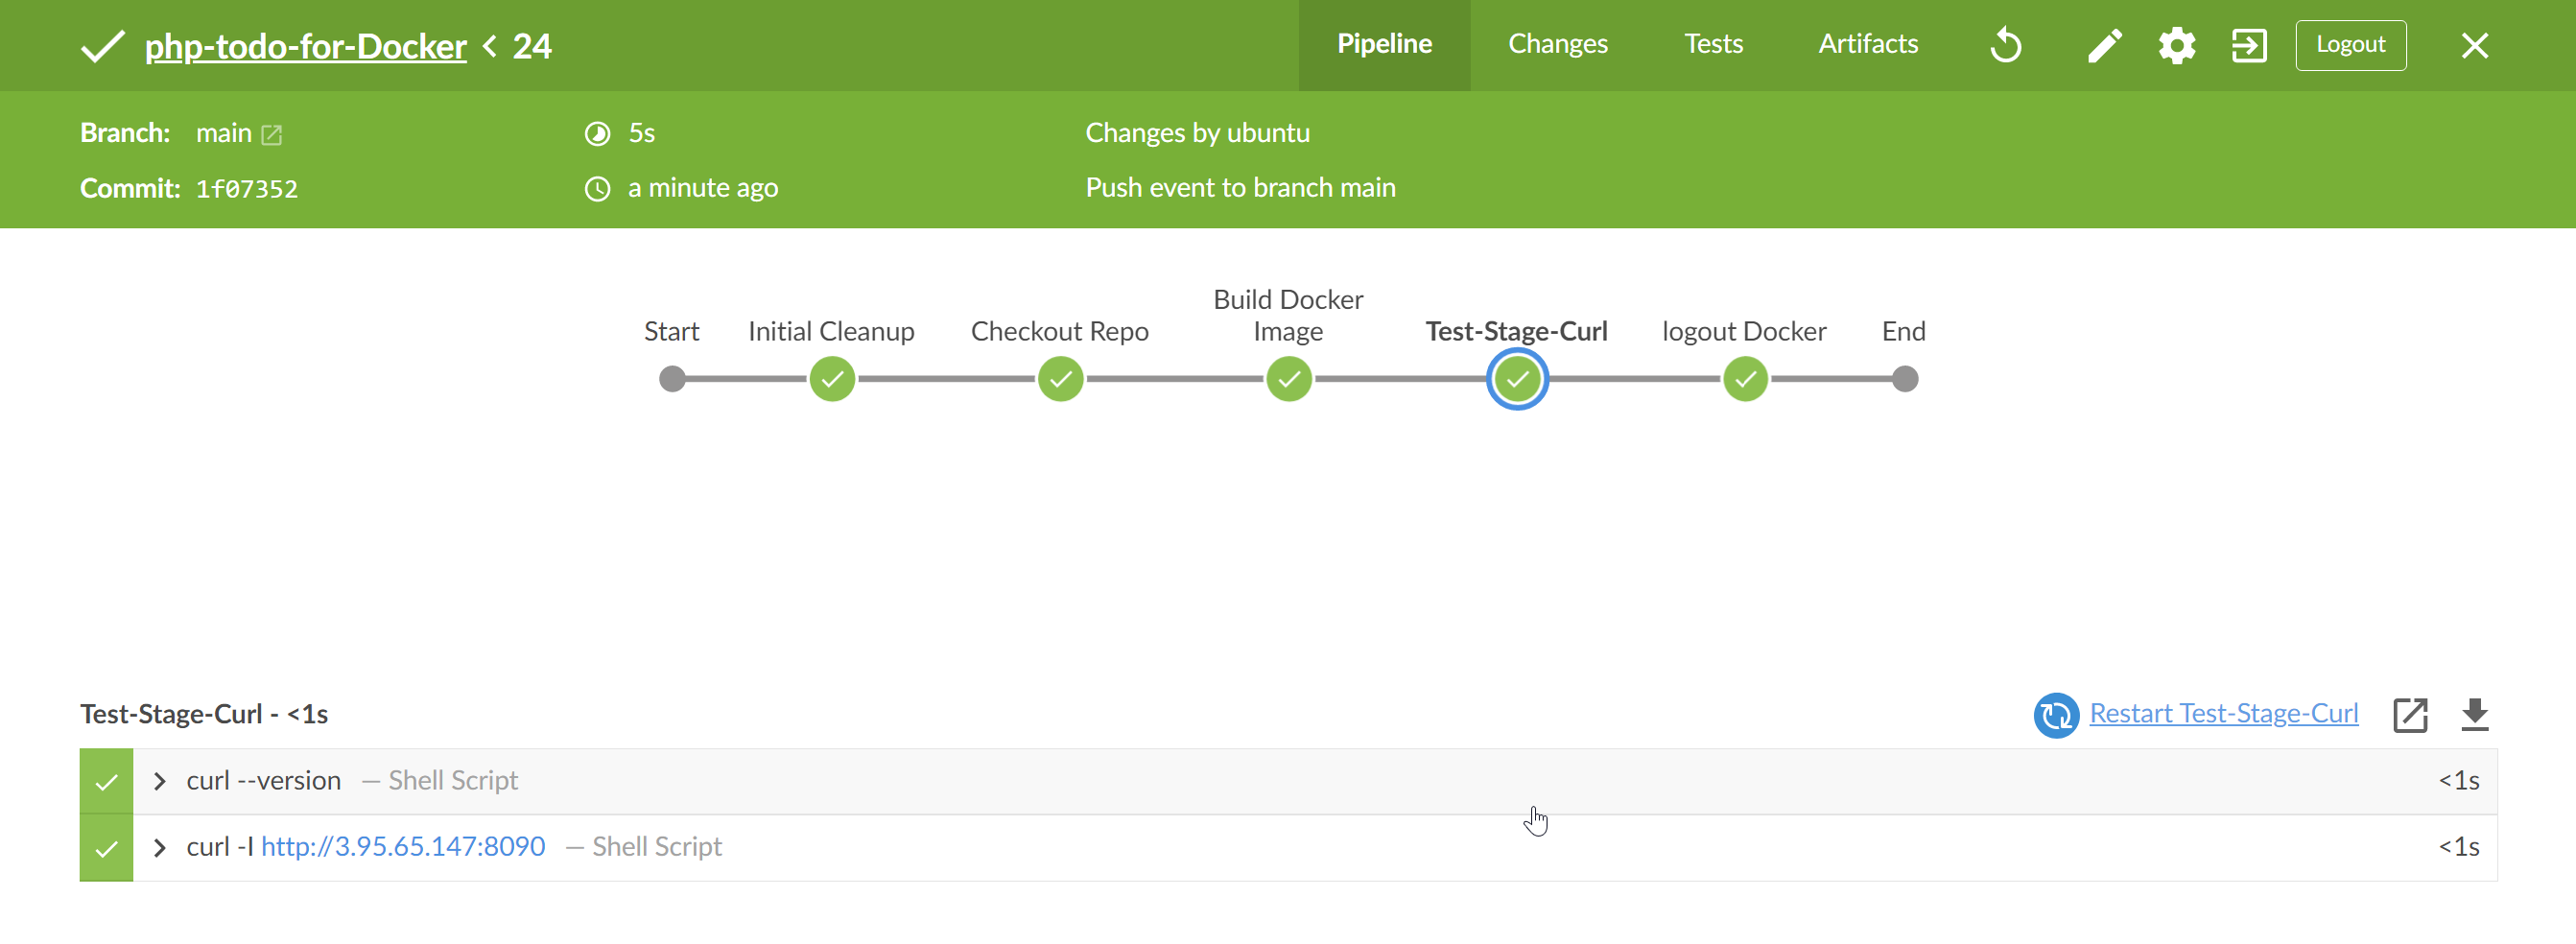 php-todo-for-Docker < 24
Pipeline
Changes
Tests
Artifacts
Logout
Branch: main
5s
Changes by ubuntu
Commit: 1f07352
a minute ago
Push event to branch main
Start
Initial Cleanup
Checkout Repo
Build Docker
Image
Test-Stage-Curl
logout Docker
End
Test-Stage-Curl - <1s
Restart Test-Stage-Curl
curl --version — Shell Script
<1s
curl -I http://3.95.65.147:8090 — Shell Script
<1s